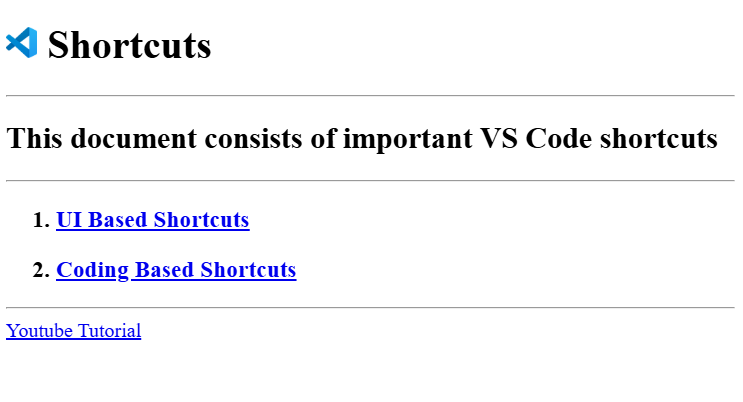 Shortcuts
This document consists of important VS Code shortcuts
1. UI Based Shortcuts
2. Coding Based Shortcuts
Youtube Tutorial